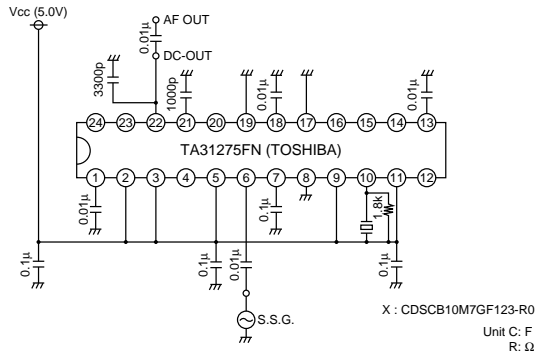 Vcc (5.0V)
AF OUT
0.01μ
DC-OUT
3300p
1000p
0.01μ
0.01μ
24 23 22 21 20 19 18 17 16 15 14 13
TA31275FN (TOSHIBA)
1 2 3 4 5 6 7 8 9 10 11 12
0.01μ
0.1μ
1.8k
0.1μ
0.1μ
0.01μ
0.1μ
S.S.G.
X : CDSCB10M7GF123-R0
Unit C: F
R: Ω